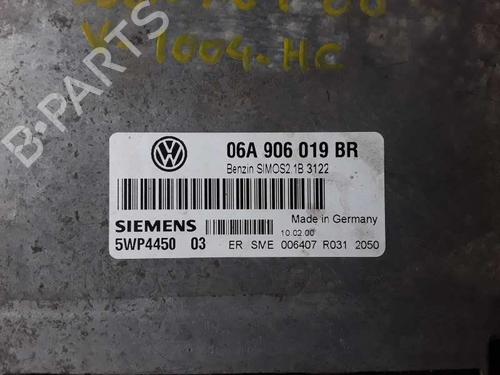 V-1004-HC
B-PARTS
06A 906 019 BR
Benzin SIMOS2.1B 3122
Made in Germany
SIEMENS
10.02.00
5WP4450 03 ER SME 006407 R031 2050